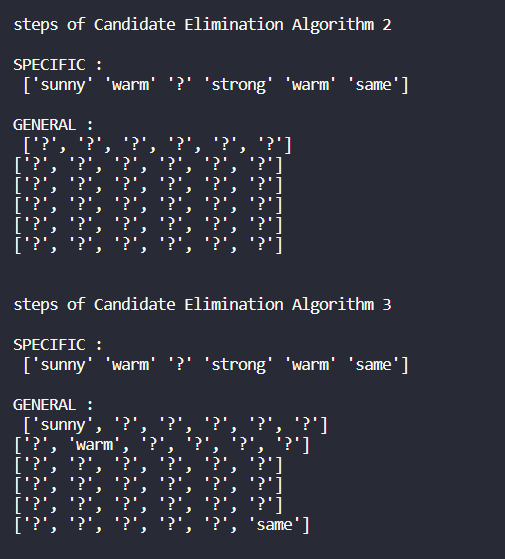 steps of Candidate Elimination Algorithm 2
SPECIFIC :
['sunny' 'warm' '?' 'strong' 'warm' 'same']
GENERAL :
['?', '?', '?', '?', '?', '?']
['?', '?', '?', '?', '?', '?']
['?', '?', '?', '?', '?', '?']
['?', '?', '?', '?', '?', '?']
['?', '?', '?', '?', '?', '?']
['?', '?', '?', '?', '?', '?']
steps of Candidate Elimination Algorithm 3
SPECIFIC :
['sunny' 'warm' '?' 'strong' 'warm' 'same']
GENERAL :
['sunny', '?', '?', '?', '?', '?']
['?', 'warm', '?', '?', '?', '?']
['?', '?', '?', '?', '?', '?']
['?', '?', '?', '?', '?', '?']
['?', '?', '?', '?', '?', '?']
['?', '?', '?', '?', '?', 'same']